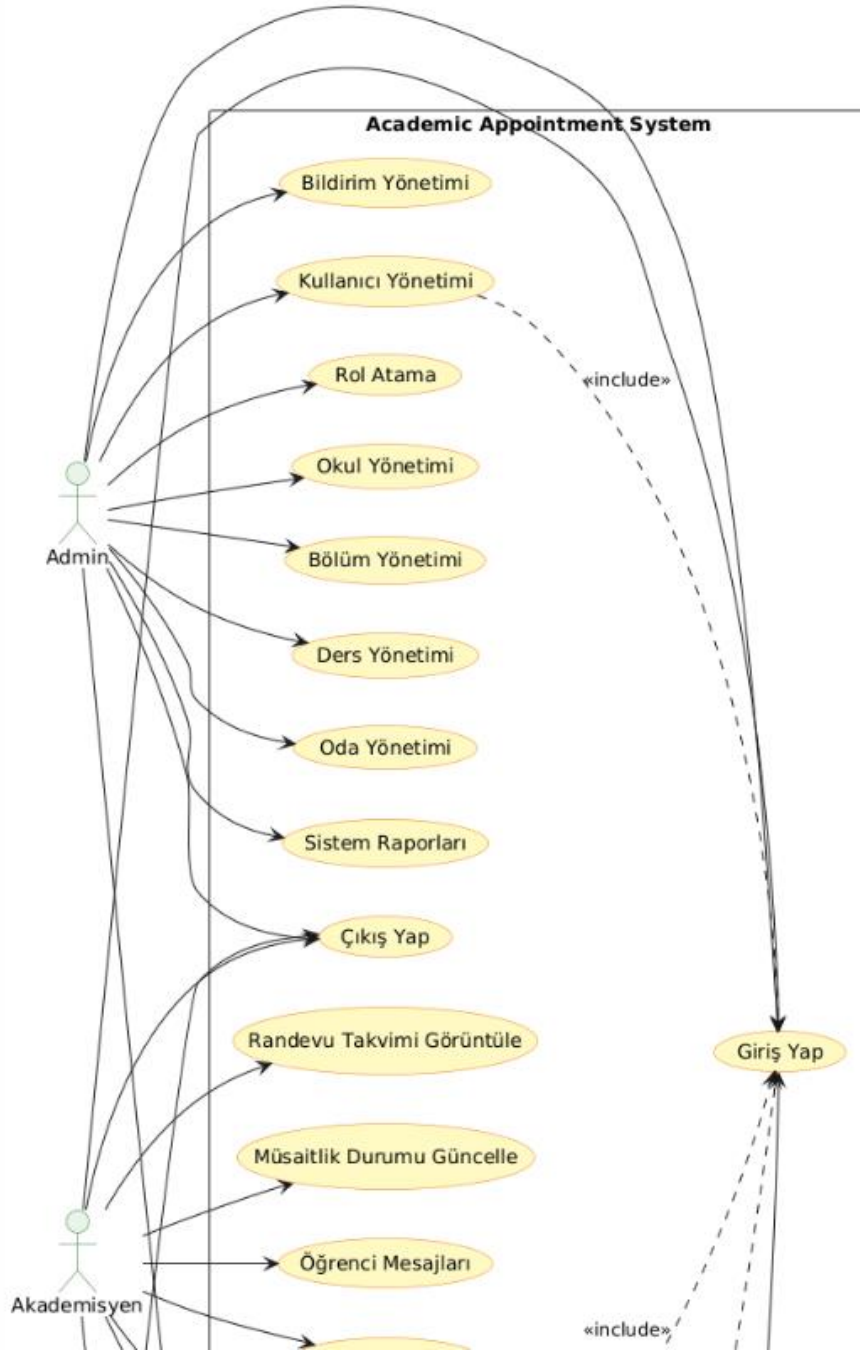 Academic Appointment System
Bildirim Yönetimi
Kullanıcı Yönetimi
«include»
Rol Atama
Okul Yönetimi
Admin
Bölüm Yönetimi
Ders Yönetimi
Oda Yönetimi
Sistem Raporları
Çıkış Yap
Randevu Takvimi Görüntüle
Giriş Yap
Müsaitlik Durumu Güncelle
Öğrenci Mesajları
Akademisyen
«include»